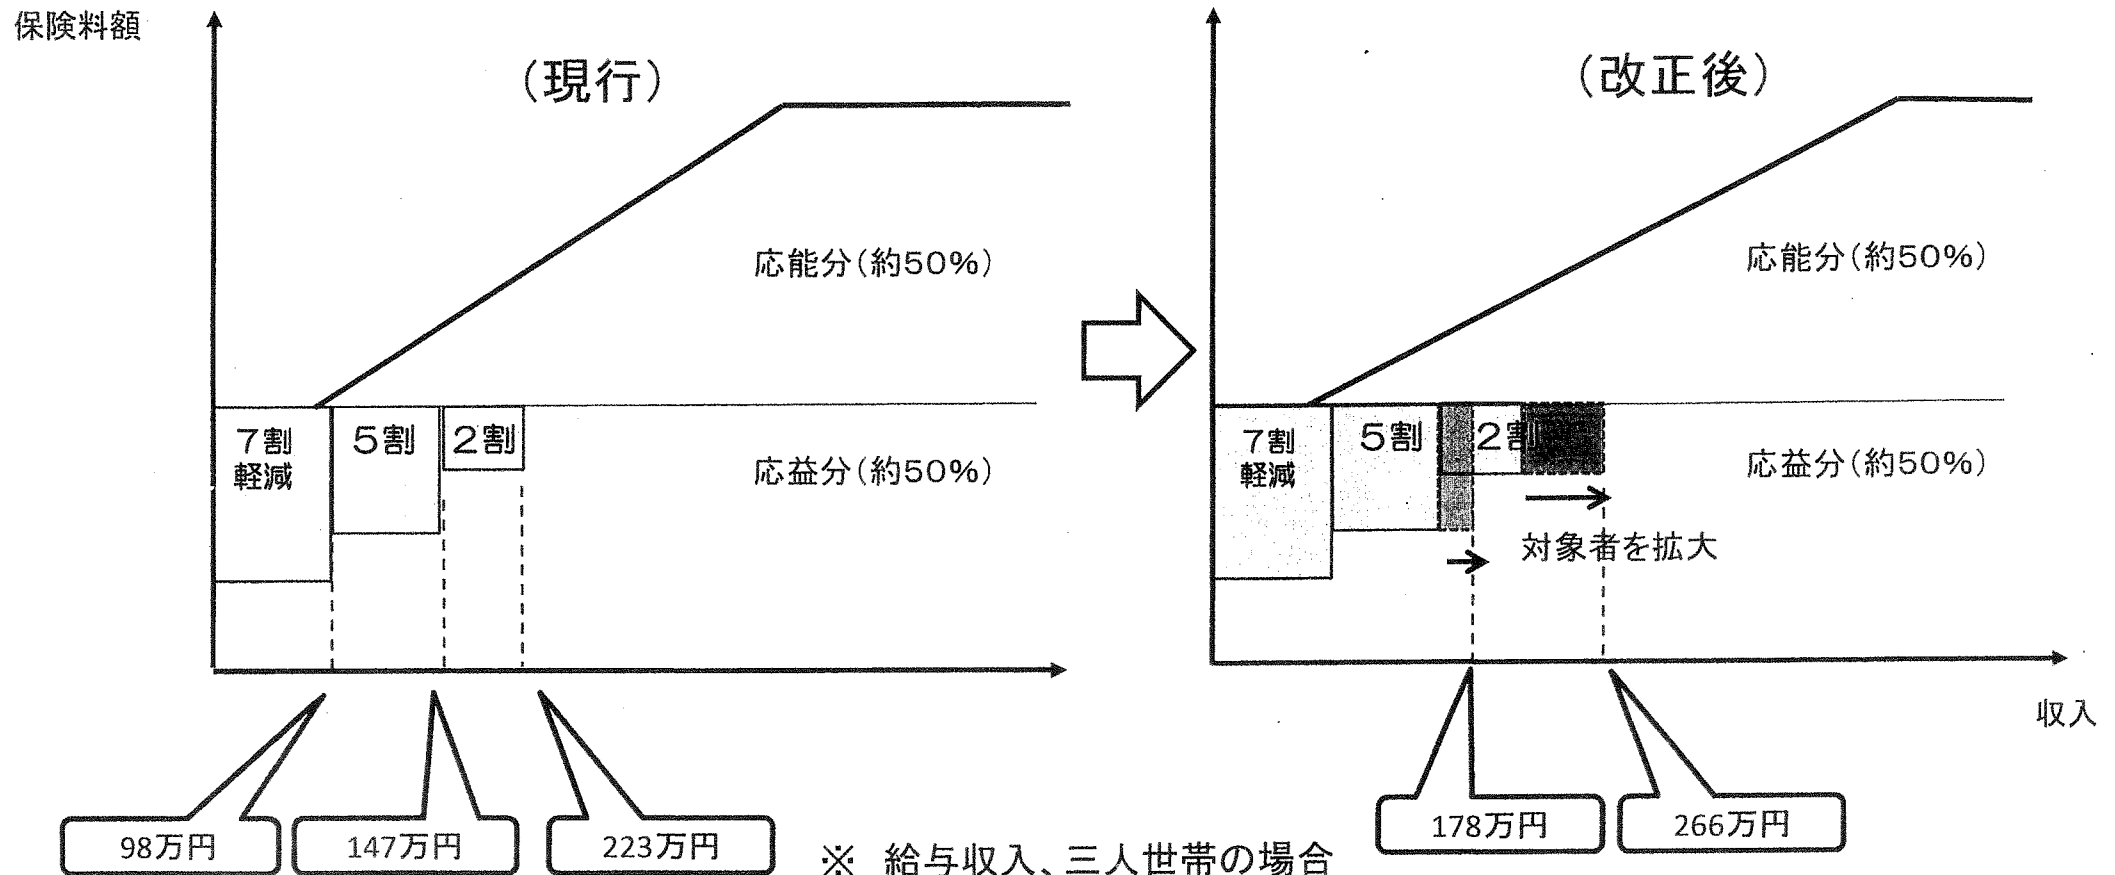 保険料額
（現行）
応能分（約５０％）
７割
軽減
５割
２割
応益分（約５０％）
98万円
147万円
223万円
（改正後）
応能分（約５０％）
７割
軽減
５割
２割
応益分（約５０％）
対象者を拡大
収入
178万円
266万円
※　給与収入、三人世帯の場合